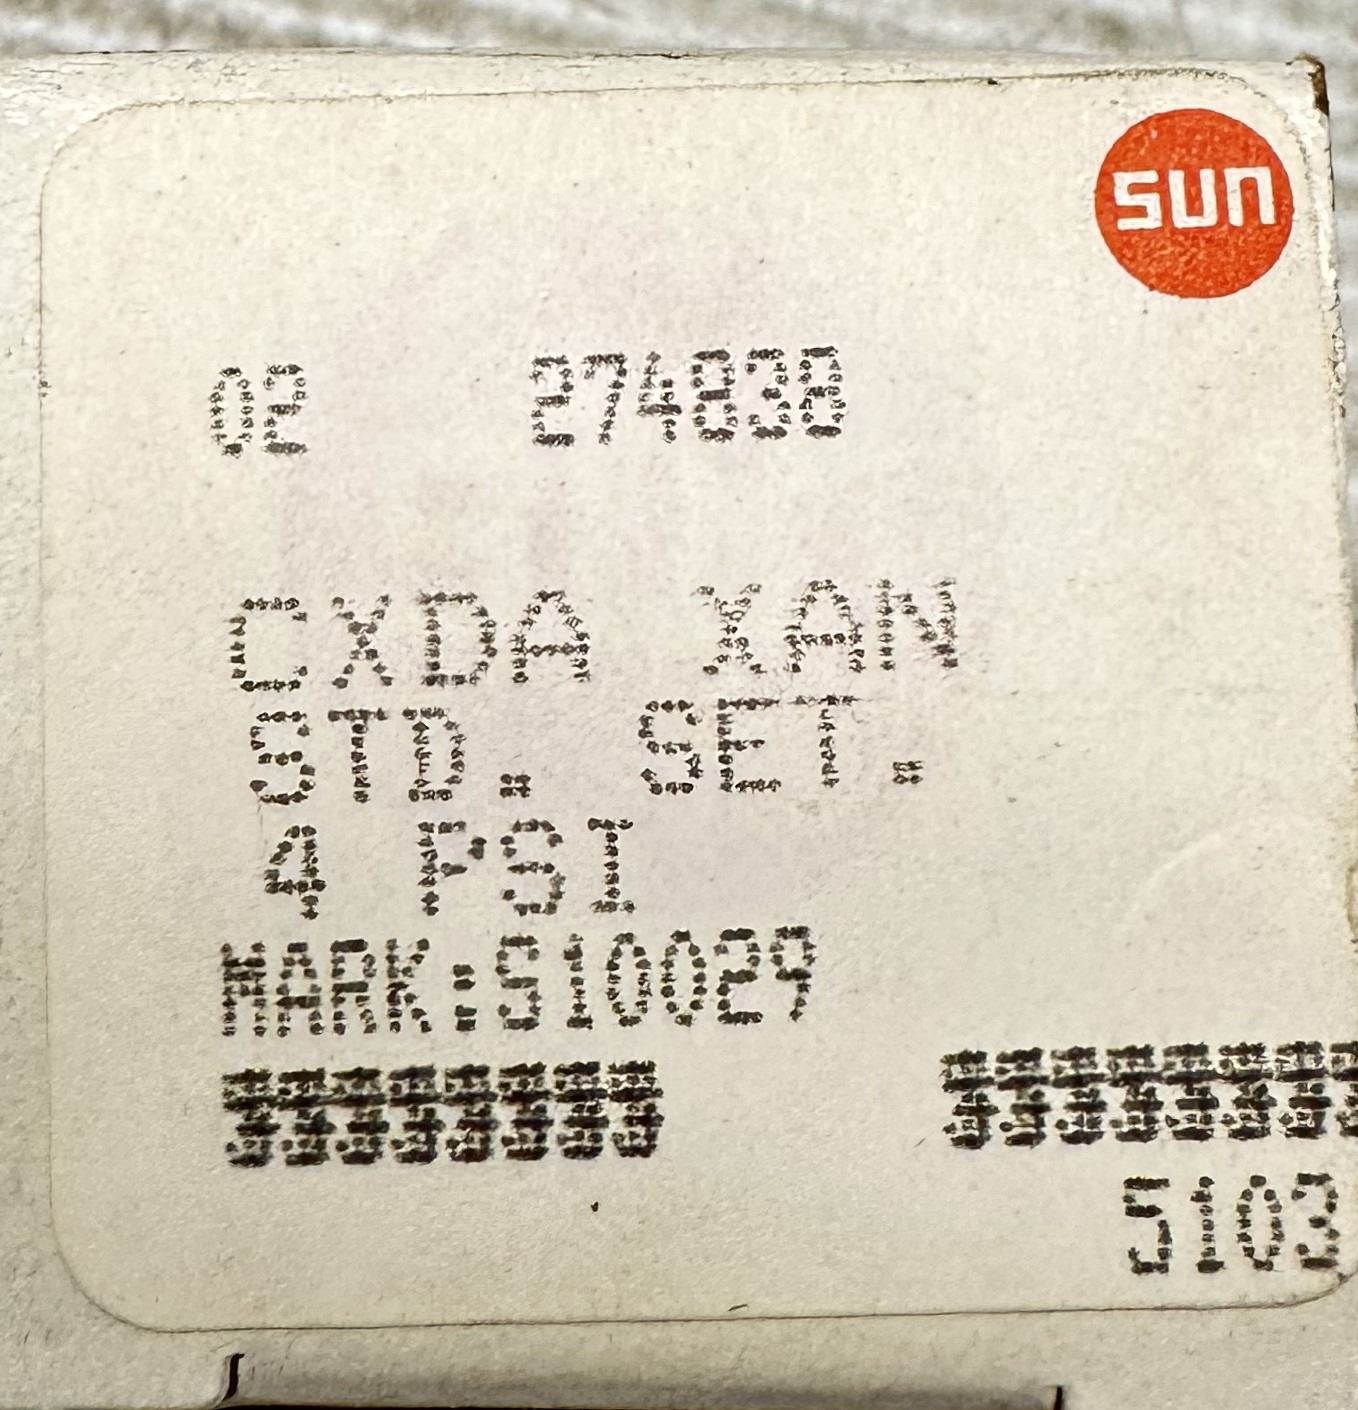 sun
02 274838
CXDA XAN
STD. SET.
4 PSI
MARK:S10029
5103